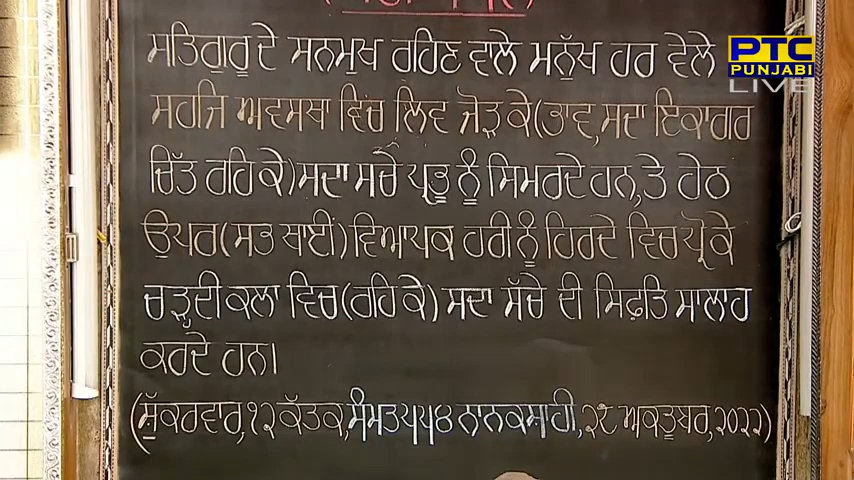 PTC
PUNJABI
LIVE
ਸਤਿਗੁਰੂ ਦੇ ਸਨਮੁਖ ਰਹਿਣ ਵਾਲੇ ਮਨੁੱਖ ਹਰ ਵੇਲੇ
ਸਹਜਿ ਅਵਸਥਾ ਵਿਚ ਲਿਵ ਜੋੜ ਕੇ (ਭਾਵ, ਸਦਾ ਇਕਾਗਰ
ਚਿੱਤ ਰਹਿ ਕੇ) ਸਦਾ ਸਚੇ ਪ੍ਰਭੂ ਨੂੰ ਸਿਮਰਦੇ ਹਨ, ਤੇ ਹੇਠ
ਉਪਰ (ਸਭ ਥਾਈਂ) ਵਿਆਪਕ ਹਰੀ ਨੂੰ ਹਿਰਦੇ ਵਿਚ ਪ੍ਰੋ ਕੇ
ਚੜ੍ਹਦੀ ਕਲਾ ਵਿਚ (ਰਹਿ ਕੇ) ਸਦਾ ਸੱਚੇ ਦੀ ਸਿਫ਼ਤਿ ਸਾਲਾਹ
ਕਰਦੇ ਹਨ।
(ਸ਼ੁੱਕਰਵਾਰ, ੧੨ ਕੱਤਕ, ਸੰਮਤ ੫੫੪ ਨਾਨਕਸ਼ਾਹੀ, ੨੮ ਅਕਤੂਬਰ, ੨੦੨੨)